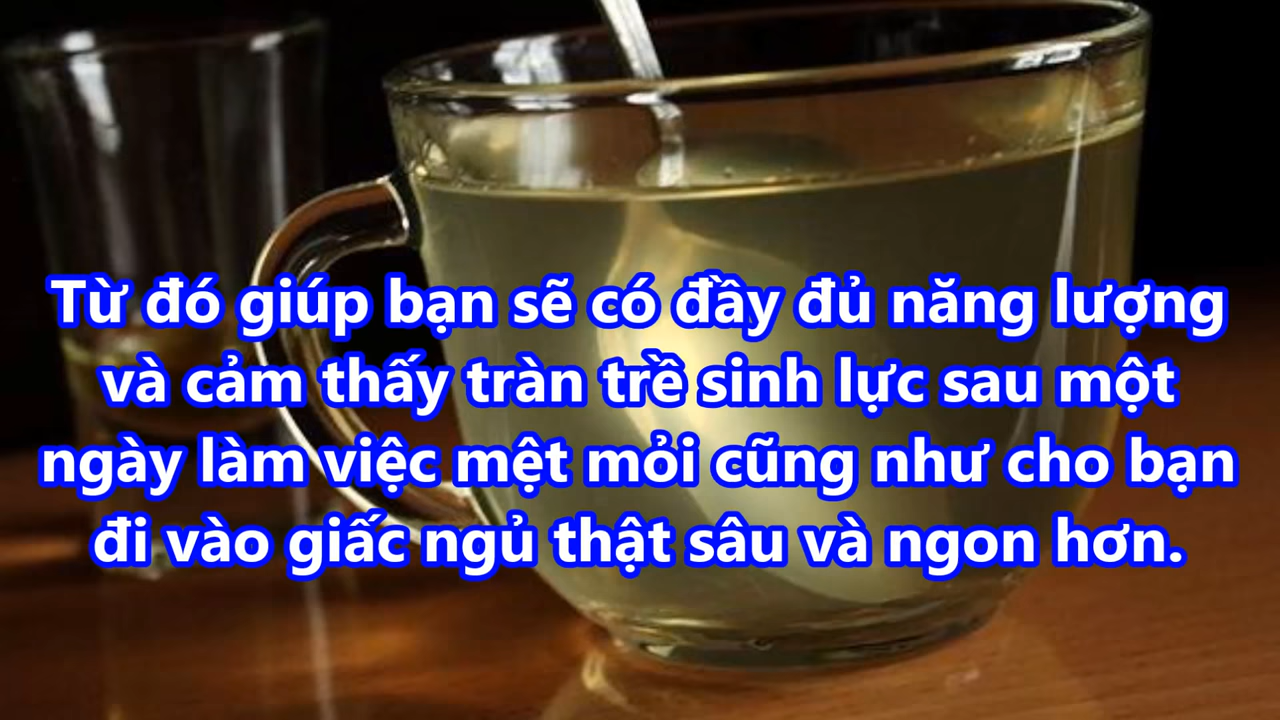 Từ đó giúp bạn sẽ có đầy đủ năng lượng
và cảm thấy tràn trề sinh lực sau một
ngày làm việc mệt mỏi cũng như cho bạn
đi vào giấc ngủ thật sâu và ngon hơn.